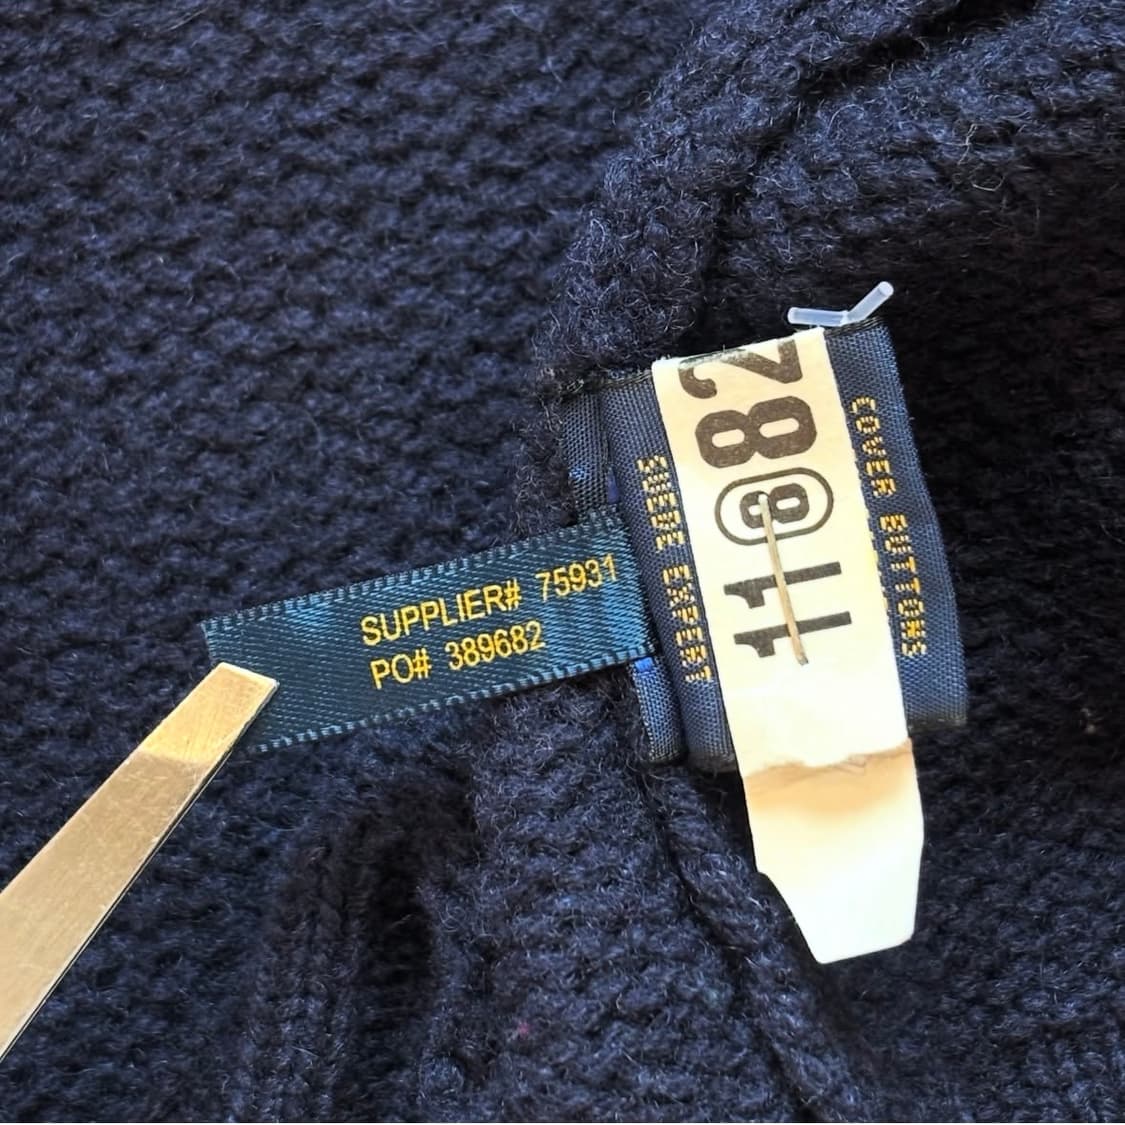 SUPPLIER# 75931
PO# 389682
SUEDE EXPERT
11 8 82
COVER BUTTONS